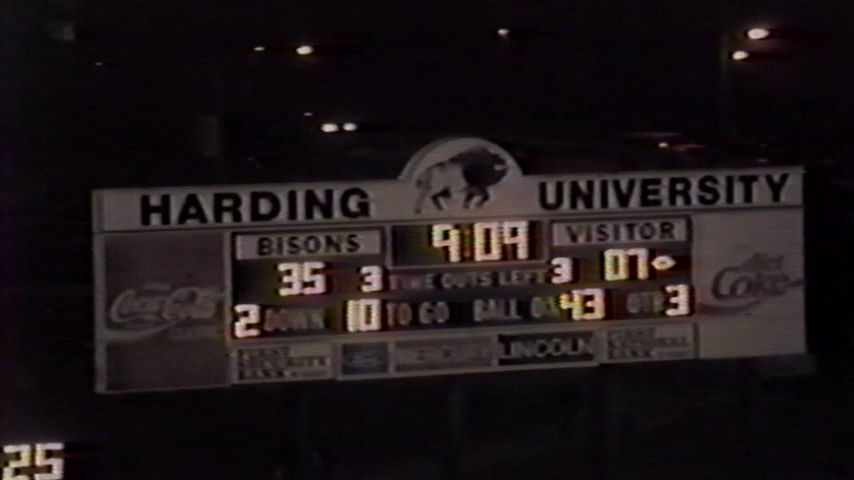 HARDING UNIVERSITY
BISONS 9:09 VISITOR
35 3 TIME OUTS LEFT 3 07
2 DOWN 10 TO GO BALL ON 43 QTR 3
Coca-Cola
diet Coke
LINCOLN
25